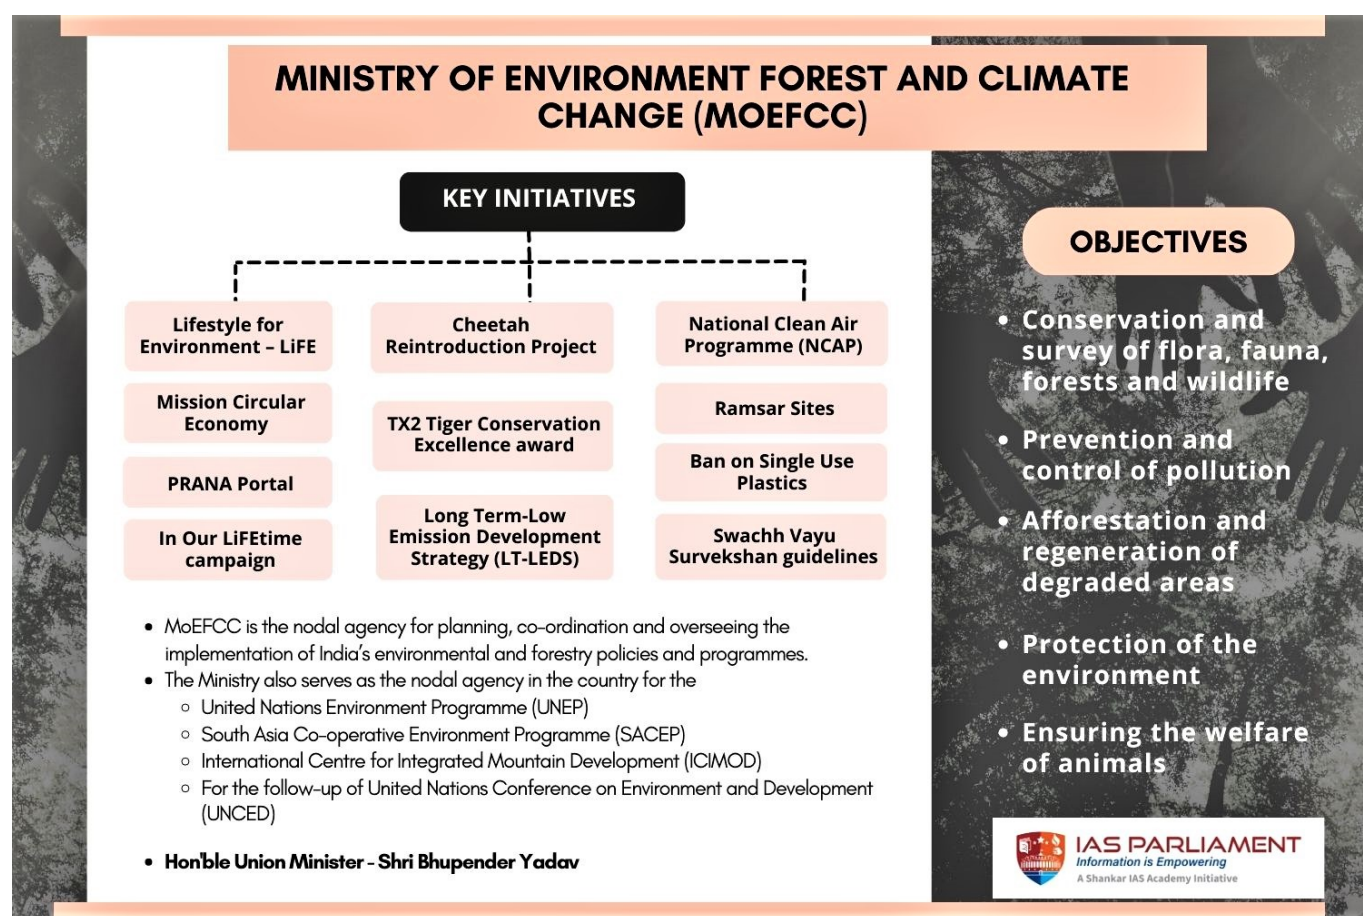 MINISTRY OF ENVIRONMENT FOREST AND CLIMATE
CHANGE (MOEFCC)
KEY INITIATIVES
Lifestyle for
Environment – LiFE
Mission Circular
Economy
PRANA Portal
In Our LiFEtime
campaign
Cheetah
Reintroduction Project
TX2 Tiger Conservation
Excellence award
Long Term-Low
Emission Development
Strategy (LT-LEDS)
National Clean Air
Programme (NCAP)
Ramsar Sites
Ban on Single Use
Plastics
Swachh Vayu
Survekshan guidelines
• MoEFCC is the nodal agency for planning, co-ordination and overseeing the
implementation of India's environmental and forestry policies and programmes.
• The Ministry also serves as the nodal agency in the country for the
○ United Nations Environment Programme (UNEP)
○ South Asia Co-operative Environment Programme (SACEP)
○ International Centre for Integrated Mountain Development (ICIMOD)
○ For the follow-up of United Nations Conference on Environment and Development
(UNCED)
• Hon'ble Union Minister - Shri Bhupender Yadav
OBJECTIVES
• Conservation and
survey of flora, fauna,
forests and wildlife
• Prevention and
control of pollution
• Afforestation and
regeneration of
degraded areas
• Protection of the
environment
• Ensuring the welfare
of animals
IAS PARLIAMENT
Information is Empowering
A Shankar IAS Academy Initiative